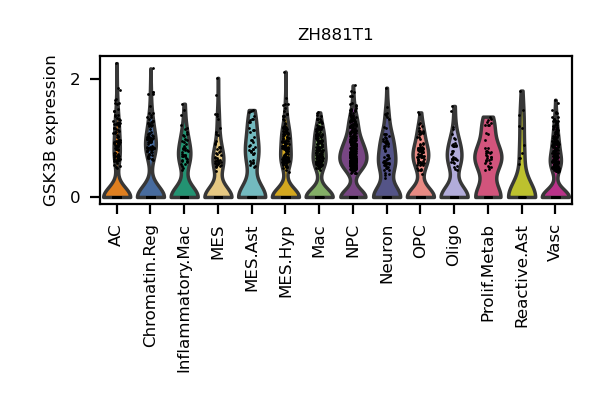 ZH881T1
GSK3B expression
2
0
AC
Chromatin.Reg
Inflammatory.Mac
MES
MES.Ast
MES.Hyp
Mac
NPC
Neuron
OPC
Oligo
Prolif.Metab
Reactive.Ast
Vasc